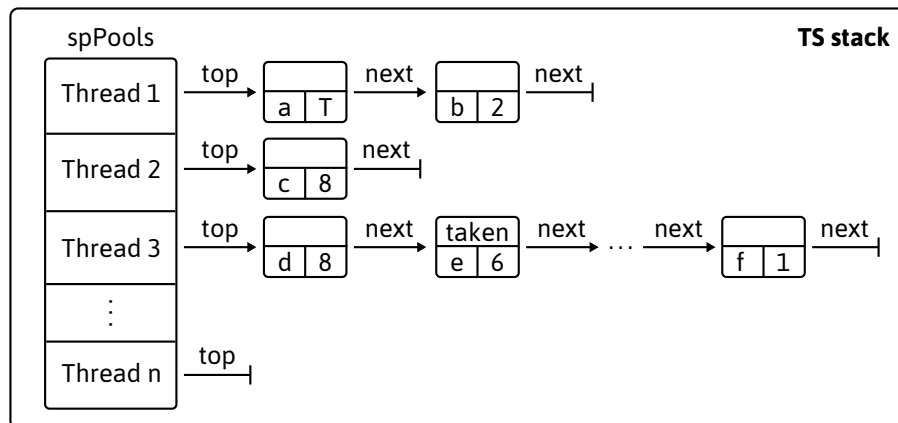 spPools
TS stack
Thread 1
top
a T
next
b 2
next
Thread 2
top
c 8
next
Thread 3
top
d 8
next
taken
e 6
next
...
next
f 1
next
⋮
Thread n
top